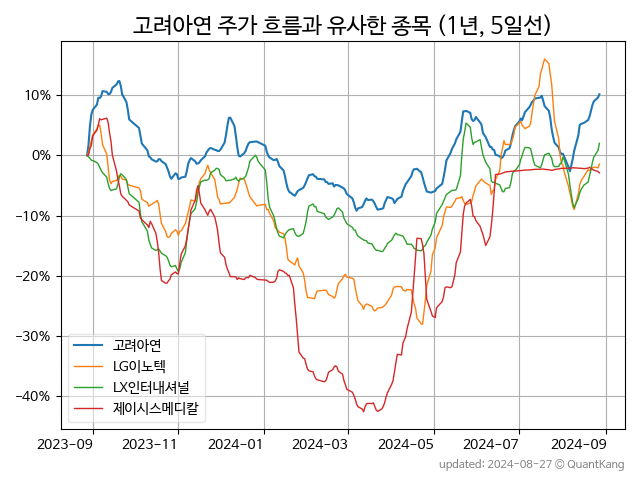 고려아연 주가 흐름과 유사한 종목 (1년, 5일선)
10%
0%
−10%
−20%
−30%
−40%
고려아연
LG이노텍
LX인터내셔널
제이시스메디칼
2023-09 2023-11 2024-01 2024-03 2024-05 2024-07 2024-09
updated: 2024-08-27 © QuantKang